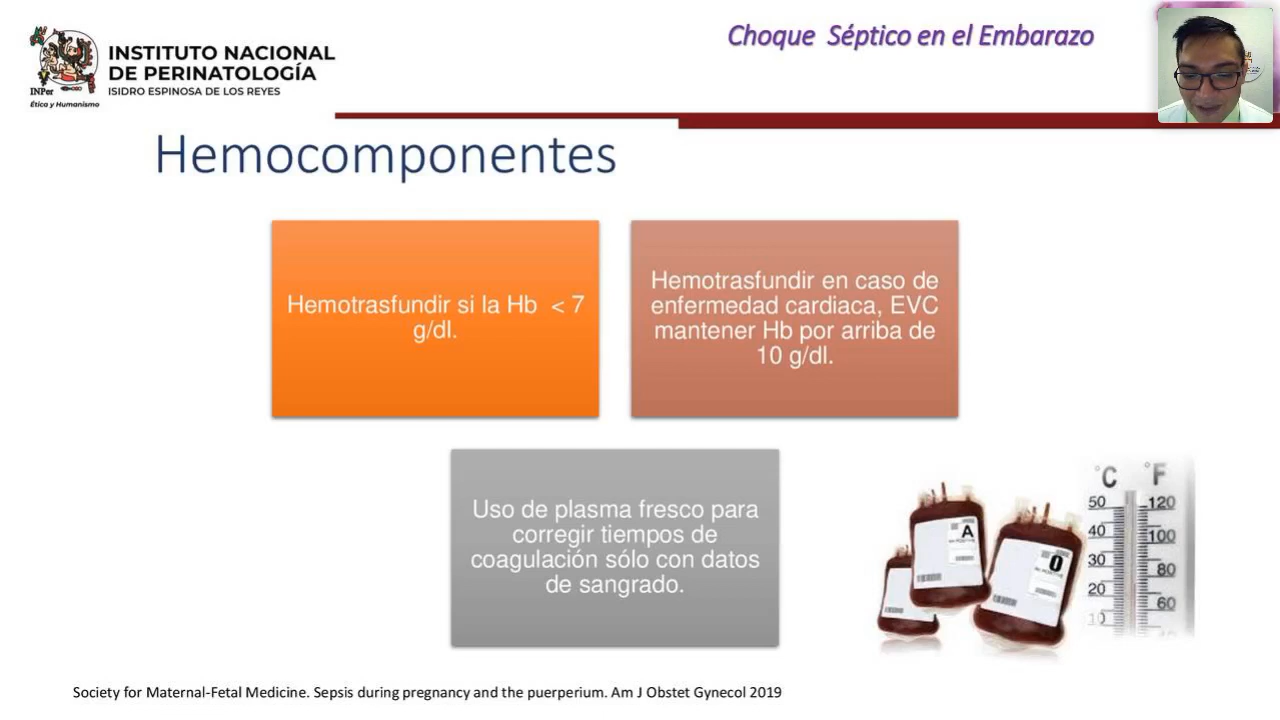 INPer
Ética y Humanismo
INSTITUTO NACIONAL
DE PERINATOLOGÍA
ISIDRO ESPINOSA DE LOS REYES
Choque Séptico en el Embarazo
Hemocomponentes
Hemotrasfundir si la Hb < 7
g/dl.
Hemotrasfundir en caso de
enfermedad cardiaca, EVC
mantener Hb por arriba de
10 g/dl.
Uso de plasma fresco para
corregir tiempos de
coagulación sólo con datos
de sangrado.
A
O
°C °F
50 120
40 100
30 80
20 60
10
Society for Maternal-Fetal Medicine. Sepsis during pregnancy and the puerperium. Am J Obstet Gynecol 2019